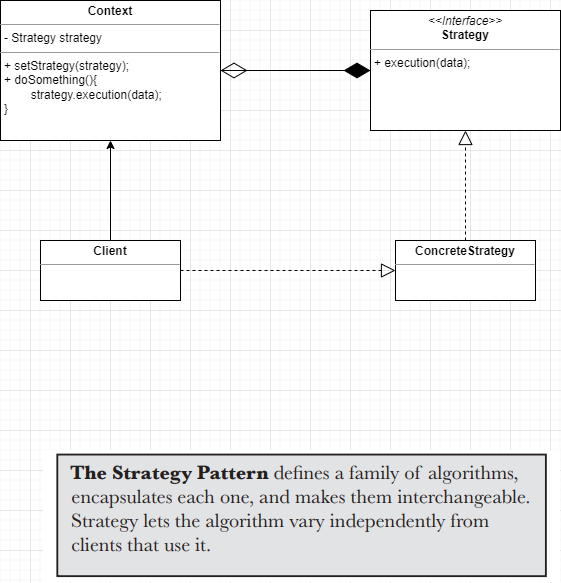 Context
- Strategy strategy
+ setStrategy(strategy);
+ doSomething(){
strategy.execution(data);
}
<<Interface>>
Strategy
+ execution(data);
Client
ConcreteStrategy
The Strategy Pattern defines a family of algorithms,
encapsulates each one, and makes them interchangeable.
Strategy lets the algorithm vary independently from
clients that use it.